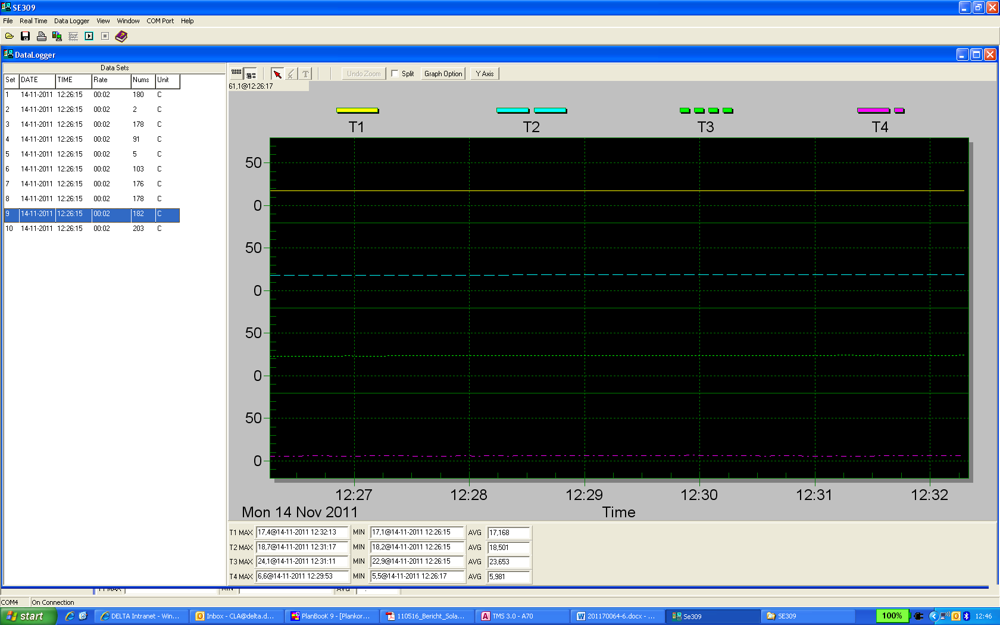 SE309
File Real Time Data Logger View Window COM Port Help
DataLogger
Data Sets
Set DATE TIME Rate Nums Unit
1 14-11-2011 12:26:15 00:02 180 C
2 14-11-2011 12:26:15 00:02 2 C
3 14-11-2011 12:26:15 00:02 178 C
4 14-11-2011 12:26:15 00:02 91 C
5 14-11-2011 12:26:15 00:02 5 C
6 14-11-2011 12:26:15 00:02 103 C
7 14-11-2011 12:26:15 00:02 176 C
8 14-11-2011 12:26:15 00:02 178 C
9 14-11-2011 12:26:15 00:02 182 C
10 14-11-2011 12:26:15 00:02 203 C
T Undo Zoom Split Graph Option Y Axis
61,1@12:26:17
T1 T2 T3 T4
50
0
50
0
50
0
50
0
12:27 12:28 12:29 12:30 12:31 12:32
Mon 14 Nov 2011 Time
T1 MAX 17,4@14-11-2011 12:32:13 MIN 17,1@14-11-2011 12:26:15 AVG 17,168
T2 MAX 18,7@14-11-2011 12:31:17 MIN 18,2@14-11-2011 12:26:15 AVG 18,501
T3 MAX 24,1@14-11-2011 12:31:11 MIN 22,9@14-11-2011 12:26:15 AVG 23,653
T4 MAX 6,6@14-11-2011 12:29:53 MIN 5,5@14-11-2011 12:26:17 AVG 5,981
COM4 On Connection
start DELTA Intranet - Win... Inbox - CLA@delta.d... PlanBooK 9 - [Plankor... 110516_Bericht_Sola... TMS 3.0 - A70 201170064-6.docx - ... Se309 SE309 100% 12:46